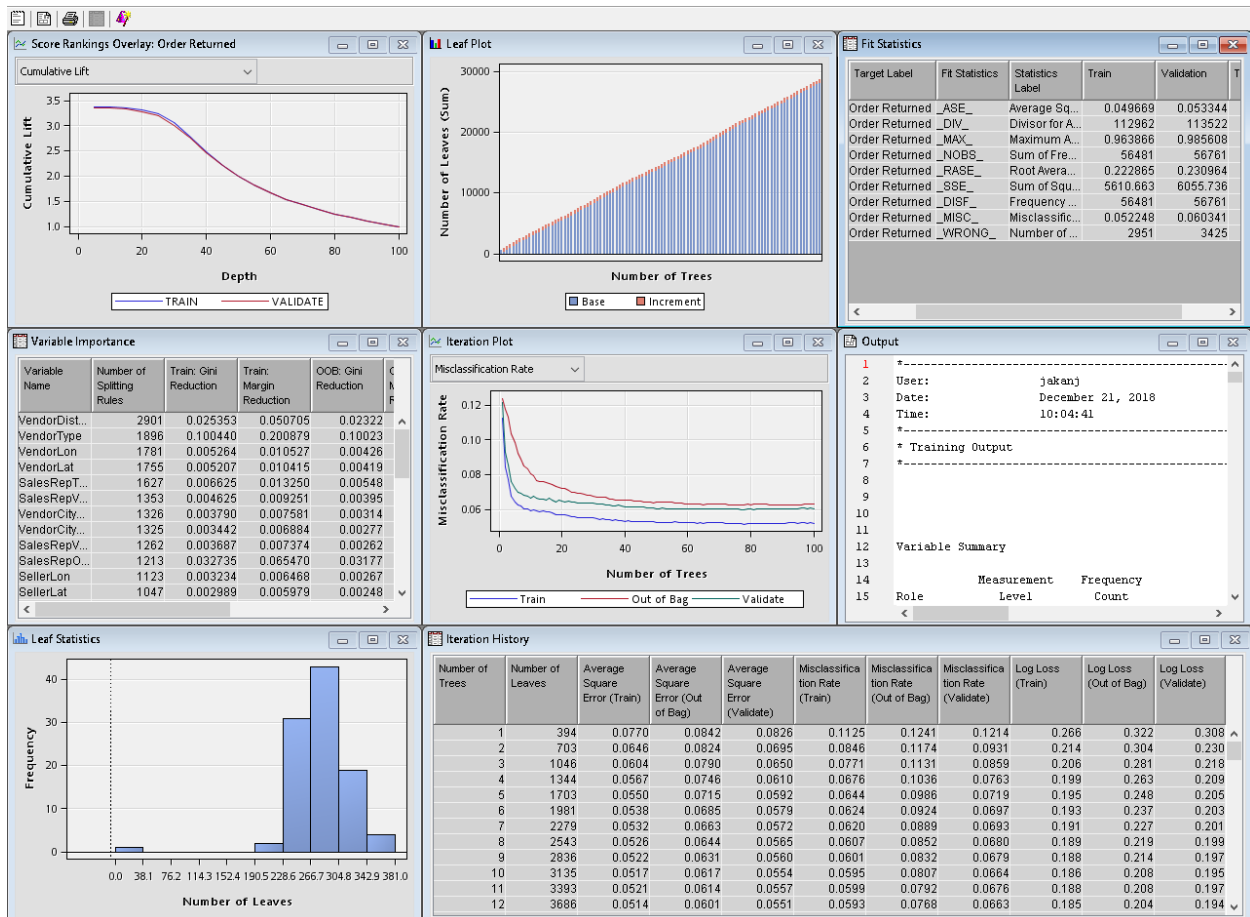 Score Rankings Overlay: Order Returned
Cumulative Lift
Cumulative Lift
3.5
3.0
2.5
2.0
1.5
1.0
0 20 40 60 80 100
Depth
TRAIN VALIDATE
Leaf Plot
Number of Leaves (Sum)
30000
20000
10000
0
Number of Trees
Base Increment
Fit Statistics
Target Label Fit Statistics Statistics Label Train Validation T
Order Returned _ASE_ Average Sq... 0.049669 0.053344
Order Returned _DIV_ Divisor for A... 112962 113522
Order Returned _MAX_ Maximum A... 0.963866 0.985608
Order Returned _NOBS_ Sum of Fre... 56481 56761
Order Returned _RASE_ Root Avera... 0.222865 0.230964
Order Returned _SSE_ Sum of Squ... 5610.663 6055.736
Order Returned _DISF_ Frequency ... 56481 56761
Order Returned _MISC_ Misclassific... 0.052248 0.060341
Order Returned _WRONG_ Number of ... 2951 3425
Variable Importance
Variable Name Number of Splitting Rules Train: Gini Reduction Train: Margin Reduction OOB: Gini Reduction
VendorDist... 2901 0.025353 0.050705 0.02322
VendorType 1896 0.100440 0.200879 0.10023
VendorLon 1781 0.005264 0.010527 0.00426
VendorLat 1755 0.005207 0.010415 0.00419
SalesRepT... 1627 0.006625 0.013250 0.00548
SalesRepV... 1353 0.004625 0.009251 0.00395
VendorCity... 1326 0.003790 0.007581 0.00314
VendorCity... 1325 0.003442 0.006884 0.00277
SalesRepV... 1262 0.003687 0.007374 0.00262
SalesRepO... 1213 0.032735 0.065470 0.03177
SellerLon 1123 0.003234 0.006468 0.00267
SellerLat 1047 0.002989 0.005979 0.00248
Iteration Plot
Misclassification Rate
Misclassification Rate
0.12
0.10
0.08
0.06
0 20 40 60 80 100
Number of Trees
Train Out of Bag Validate
Output
1 *-
2 User: jakanj
3 Date: December 21, 2018
4 Time: 10:04:41
5 *-
6 * Training Output
7 *-
8
9
10
11
12 Variable Summary
13
14 Measurement Frequency
15 Role Level Count
Leaf Statistics
Frequency
40
30
20
10
0
0.0 38.1 76.2 114.3 152.4 190.5 228.6 266.7 304.8 342.9 381.0
Number of Leaves
Iteration History
Number of Trees Number of Leaves Average Square Error (Train) Average Square Error (Out of Bag) Average Square Error (Validate) Misclassification Rate (Train) Misclassification Rate (Out of Bag) Misclassification Rate (Validate) Log Loss (Train) Log Loss (Out of Bag) Log Loss (Validate)
1 394 0.0770 0.0842 0.0826 0.1125 0.1241 0.1214 0.266 0.322 0.308
2 703 0.0646 0.0824 0.0695 0.0846 0.1174 0.0931 0.214 0.304 0.230
3 1046 0.0604 0.0790 0.0650 0.0771 0.1131 0.0859 0.206 0.281 0.218
4 1344 0.0567 0.0746 0.0610 0.0676 0.1036 0.0763 0.199 0.263 0.209
5 1703 0.0550 0.0715 0.0592 0.0644 0.0986 0.0719 0.195 0.248 0.205
6 1981 0.0538 0.0685 0.0579 0.0624 0.0924 0.0697 0.193 0.237 0.203
7 2279 0.0532 0.0663 0.0572 0.0620 0.0889 0.0693 0.191 0.227 0.201
8 2543 0.0526 0.0644 0.0565 0.0607 0.0852 0.0680 0.189 0.219 0.199
9 2836 0.0522 0.0631 0.0560 0.0601 0.0832 0.0679 0.188 0.214 0.197
10 3135 0.0517 0.0617 0.0554 0.0595 0.0807 0.0664 0.186 0.208 0.195
11 3393 0.0521 0.0614 0.0557 0.0599 0.0792 0.0676 0.188 0.208 0.197
12 3686 0.0514 0.0601 0.0551 0.0593 0.0768 0.0663 0.185 0.204 0.194